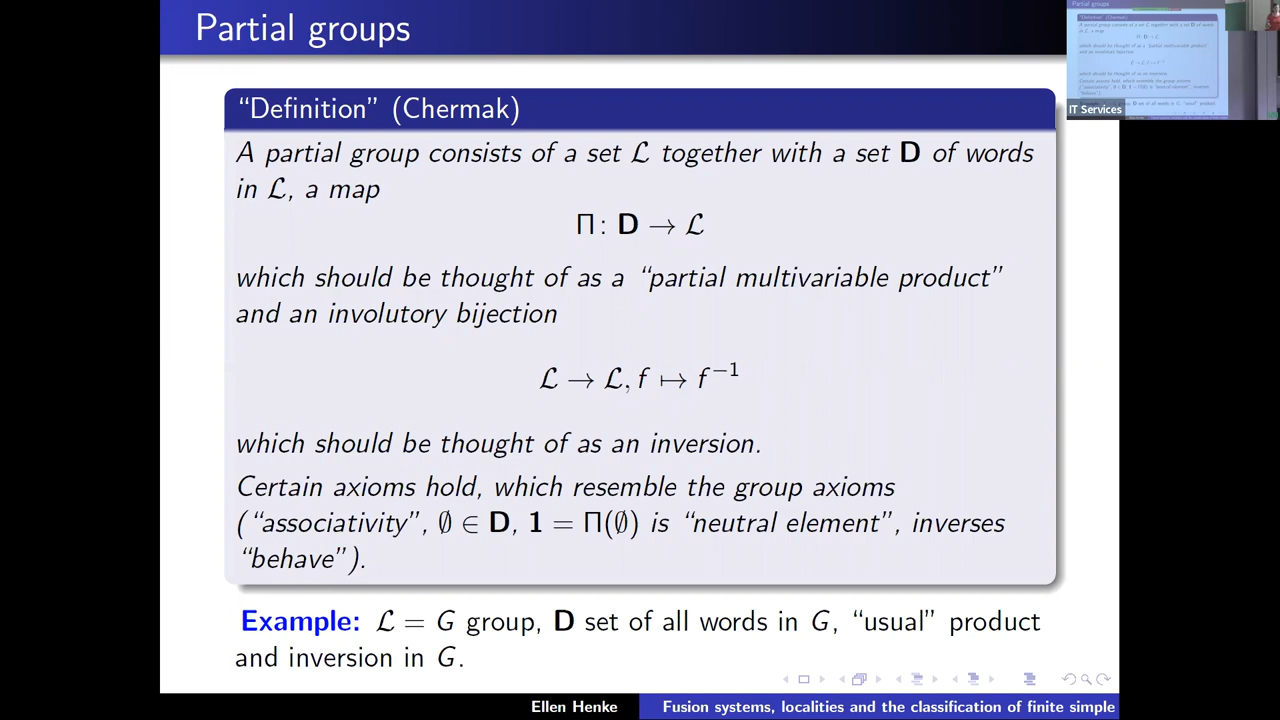 Partial groups
“Definition” (Chermak)
A partial group consists of a set ℒ together with a set D of words
in ℒ, a map
Π: D → ℒ
which should be thought of as a “partial multivariable product”
and an involutory bijection
ℒ → ℒ, f ↦ f⁻¹
which should be thought of as an inversion.
Certain axioms hold, which resemble the group axioms
(“associativity”, ∅ ∈ D, 1 = Π(∅) is “neutral element”, inverses
“behave”).
Example: ℒ = G group, D set of all words in G, “usual” product
and inversion in G.
Ellen Henke
Fusion systems, localities and the classification of finite simple
Partial groups
"Definition" (Chermak)
IT Services